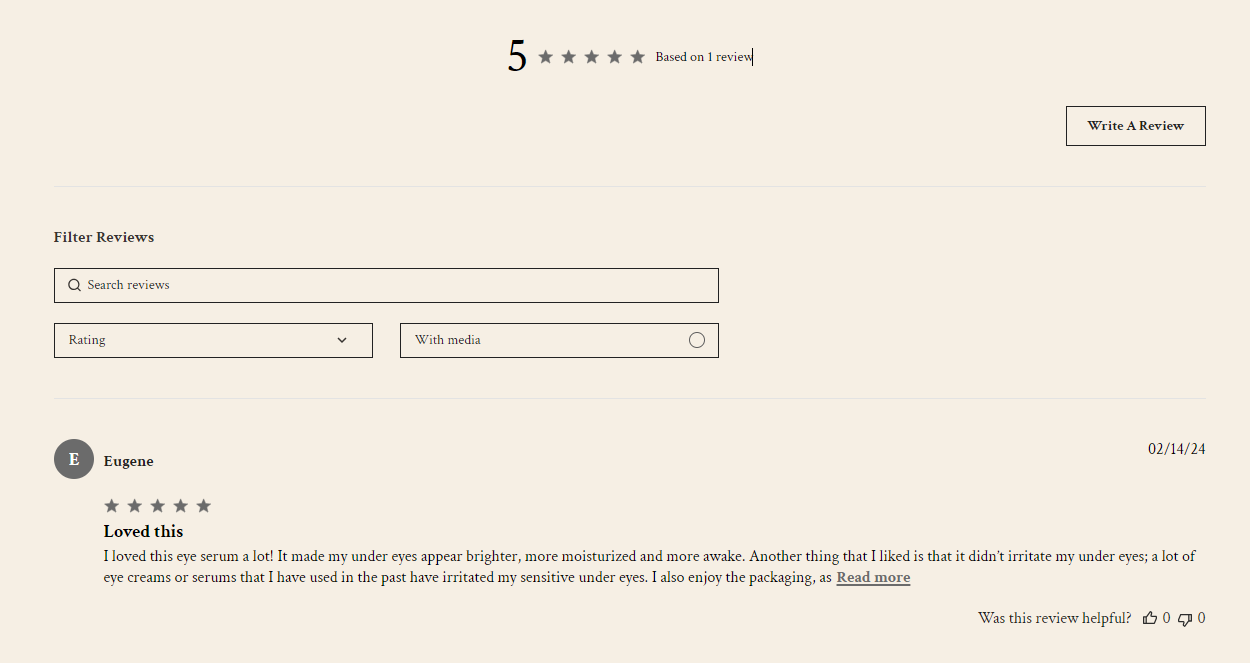 5 Based on 1 review
Write A Review
Filter Reviews
Search reviews
Rating
With media
E
Eugene
02/14/24
Loved this
I loved this eye serum a lot! It made my under eyes appear brighter, more moisturized and more awake. Another thing that I liked is that it didn’t irritate my under eyes; a lot of
eye creams or serums that I have used in the past have irritated my sensitive under eyes. I also enjoy the packaging, as Read more
Was this review helpful? 0 0